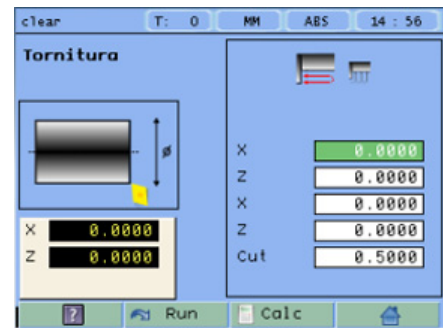 clear T: 0 MM ABS 14 : 56
Tornitura
ø
X 0.0000
Z 0.0000
X 0.0000
Z 0.0000
X 0.0000
Z 0.0000
Cut 0.5000
? Run Calc